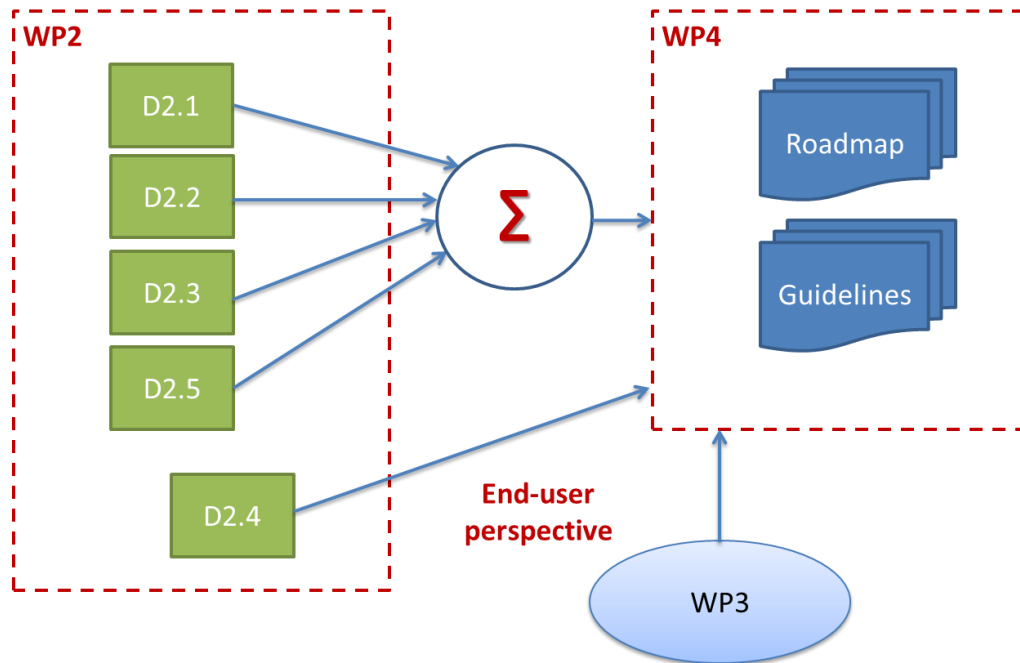 WP2
D2.1
D2.2
D2.3
D2.5
D2.4
Σ
End-user
perspective
WP4
Roadmap
Guidelines
WP3